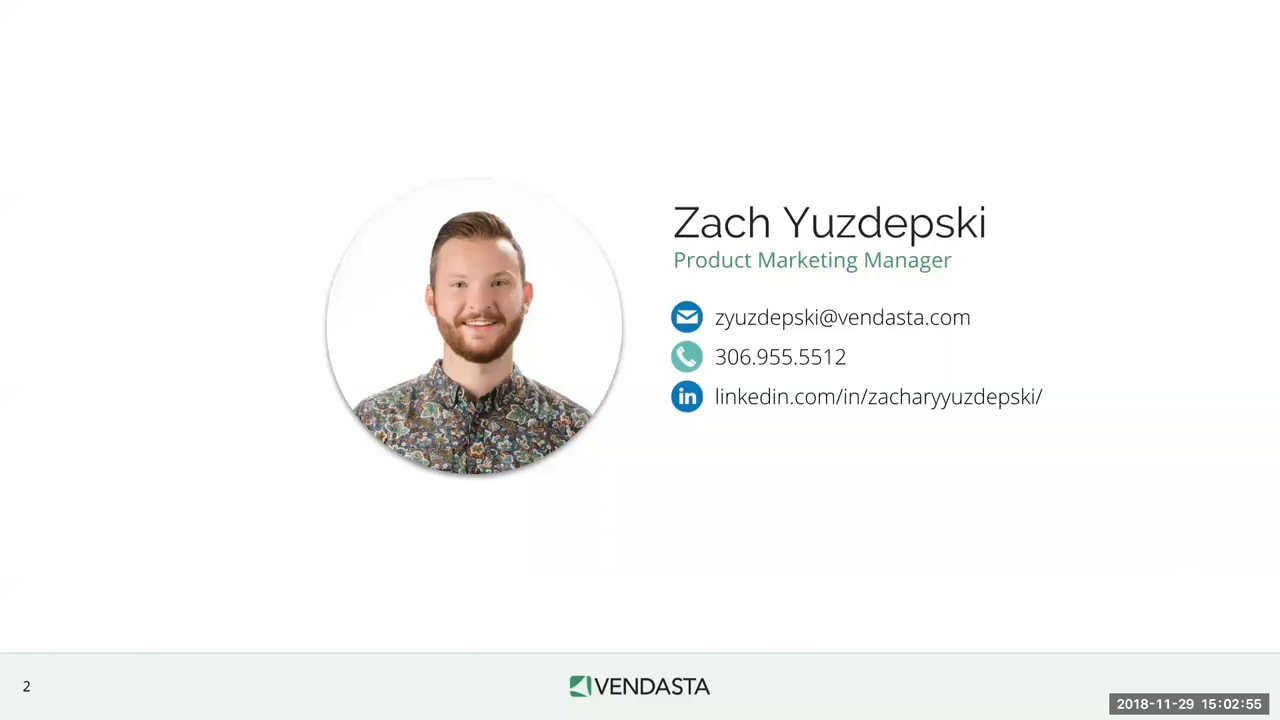 Zach Yuzdepski
Product Marketing Manager
zyuzdepski@vendasta.com
306.955.5512
in linkedin.com/in/zacharyyuzdepski/
2
VENDASTA
2018-11-29 15:02:55